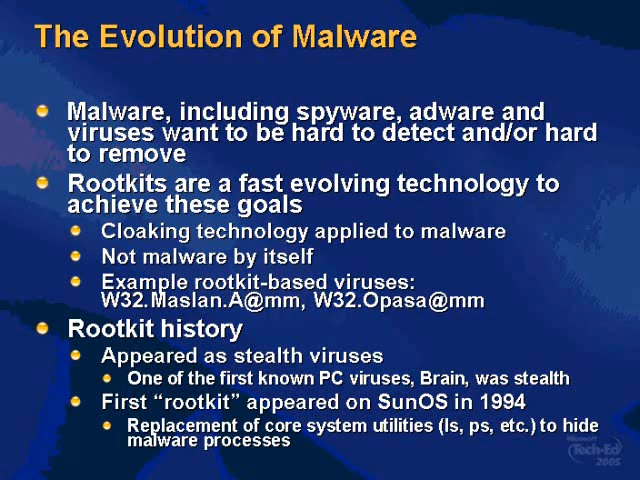 The Evolution of Malware
Malware, including spyware, adware and
viruses want to be hard to detect and/or hard
to remove
Rootkits are a fast evolving technology to
achieve these goals
Cloaking technology applied to malware
Not malware by itself
Example rootkit-based viruses:
W32.Maslan.A@mm, W32.Opasa@mm
Rootkit history
Appeared as stealth viruses
One of the first known PC viruses, Brain, was stealth
First “rootkit” appeared on SunOS in 1994
Replacement of core system utilities (ls, ps, etc.) to hide
malware processes
Microsoft
Tech·Ed
2005